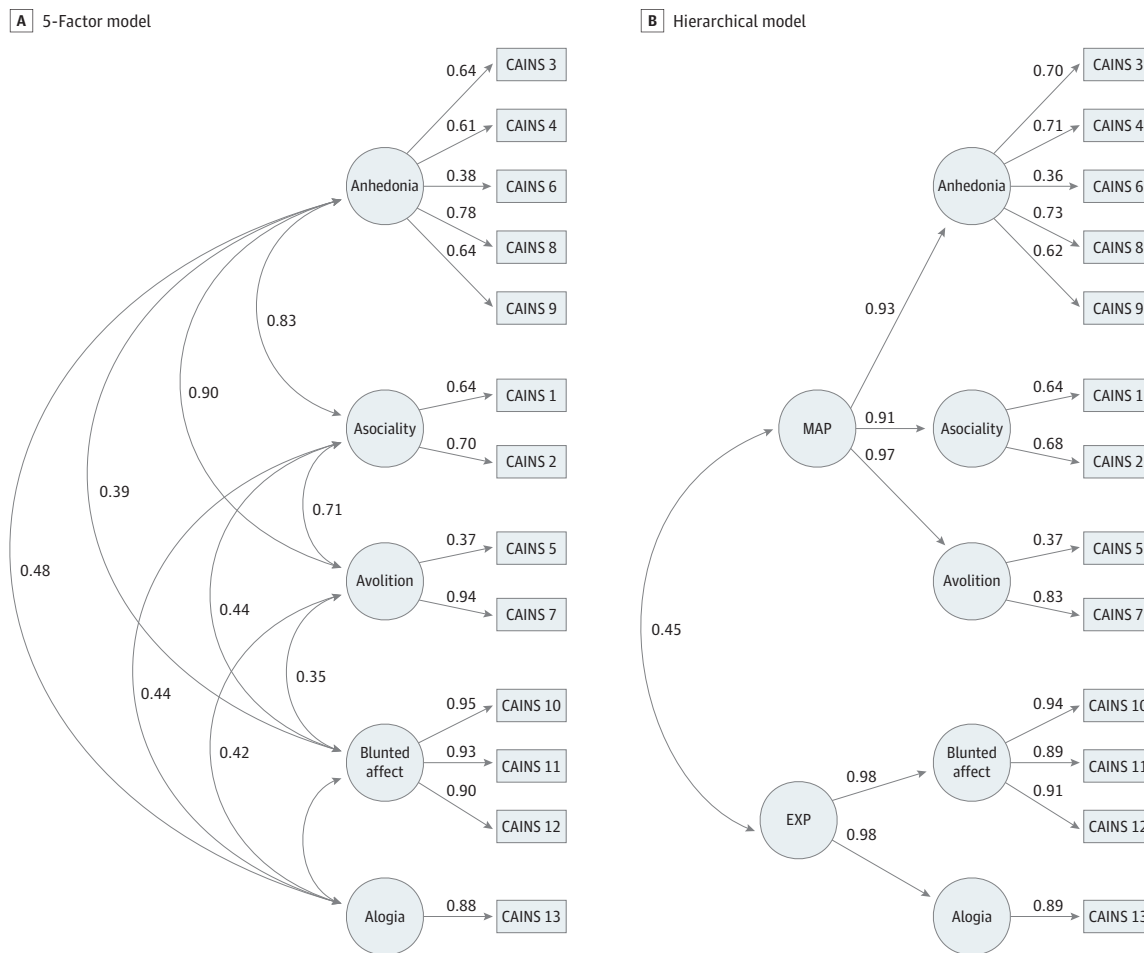 A 5-Factor model
0.64 CAINS 3
0.61 CAINS 4
Anhedonia 0.38 CAINS 6
0.78 CAINS 8
0.64 CAINS 9
0.83
0.90
0.64 CAINS 1
Asociality
0.70 CAINS 2
0.39
0.71
0.37 CAINS 5
0.48
Avolition
0.94 CAINS 7
0.44
0.35
0.44
0.95 CAINS 10
0.42
Blunted
affect
0.93 CAINS 11
0.90 CAINS 12
Alogia 0.88 CAINS 13
B Hierarchical model
0.70 CAINS 3
0.71 CAINS 4
Anhedonia 0.36 CAINS 6
0.73 CAINS 8
0.62 CAINS 9
0.93
0.64 CAINS 1
MAP 0.91 Asociality
0.97
0.68 CAINS 2
0.37 CAINS 5
Avolition
0.83 CAINS 7
0.45
0.94 CAINS 10
Blunted
affect
0.89 CAINS 11
0.98
0.91 CAINS 12
EXP
0.98
Alogia 0.89 CAINS 13